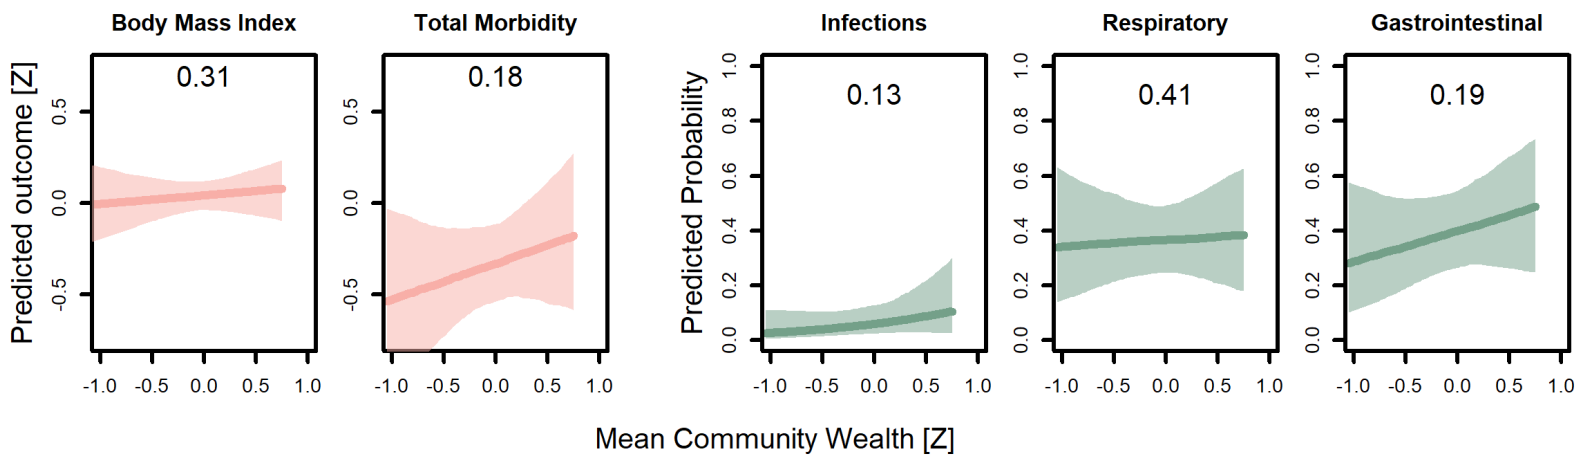 Body Mass Index
Total Morbidity
Infections
Respiratory
Gastrointestinal
Predicted outcome [Z]
0.5
0.0
-0.5
0.31
-1.0 -0.5 0.0 0.5 1.0
0.5
0.0
-0.5
0.18
-1.0 -0.5 0.0 0.5 1.0
Predicted Probability
1.0
0.8
0.6
0.4
0.2
0.0
0.13
-1.0 -0.5 0.0 0.5 1.0
1.0
0.8
0.6
0.4
0.2
0.0
0.41
-1.0 -0.5 0.0 0.5 1.0
1.0
0.8
0.6
0.4
0.2
0.0
0.19
-1.0 -0.5 0.0 0.5 1.0
Mean Community Wealth [Z]